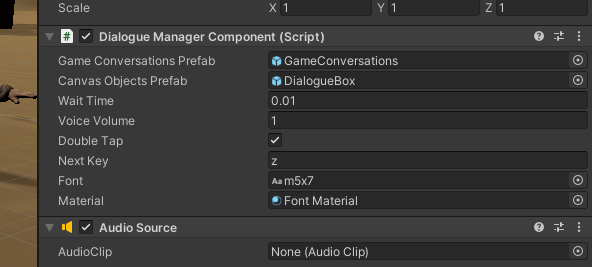 Scale X 1 Y 1 Z 1
# Dialogue Manager Component (Script)
Game Conversations Prefab GameConversations
Canvas Objects Prefab DialogueBox
Wait Time 0.01
Voice Volume 1
Double Tap
Next Key z
Font Aa m5x7
Material Font Material
Audio Source
AudioClip None (Audio Clip)